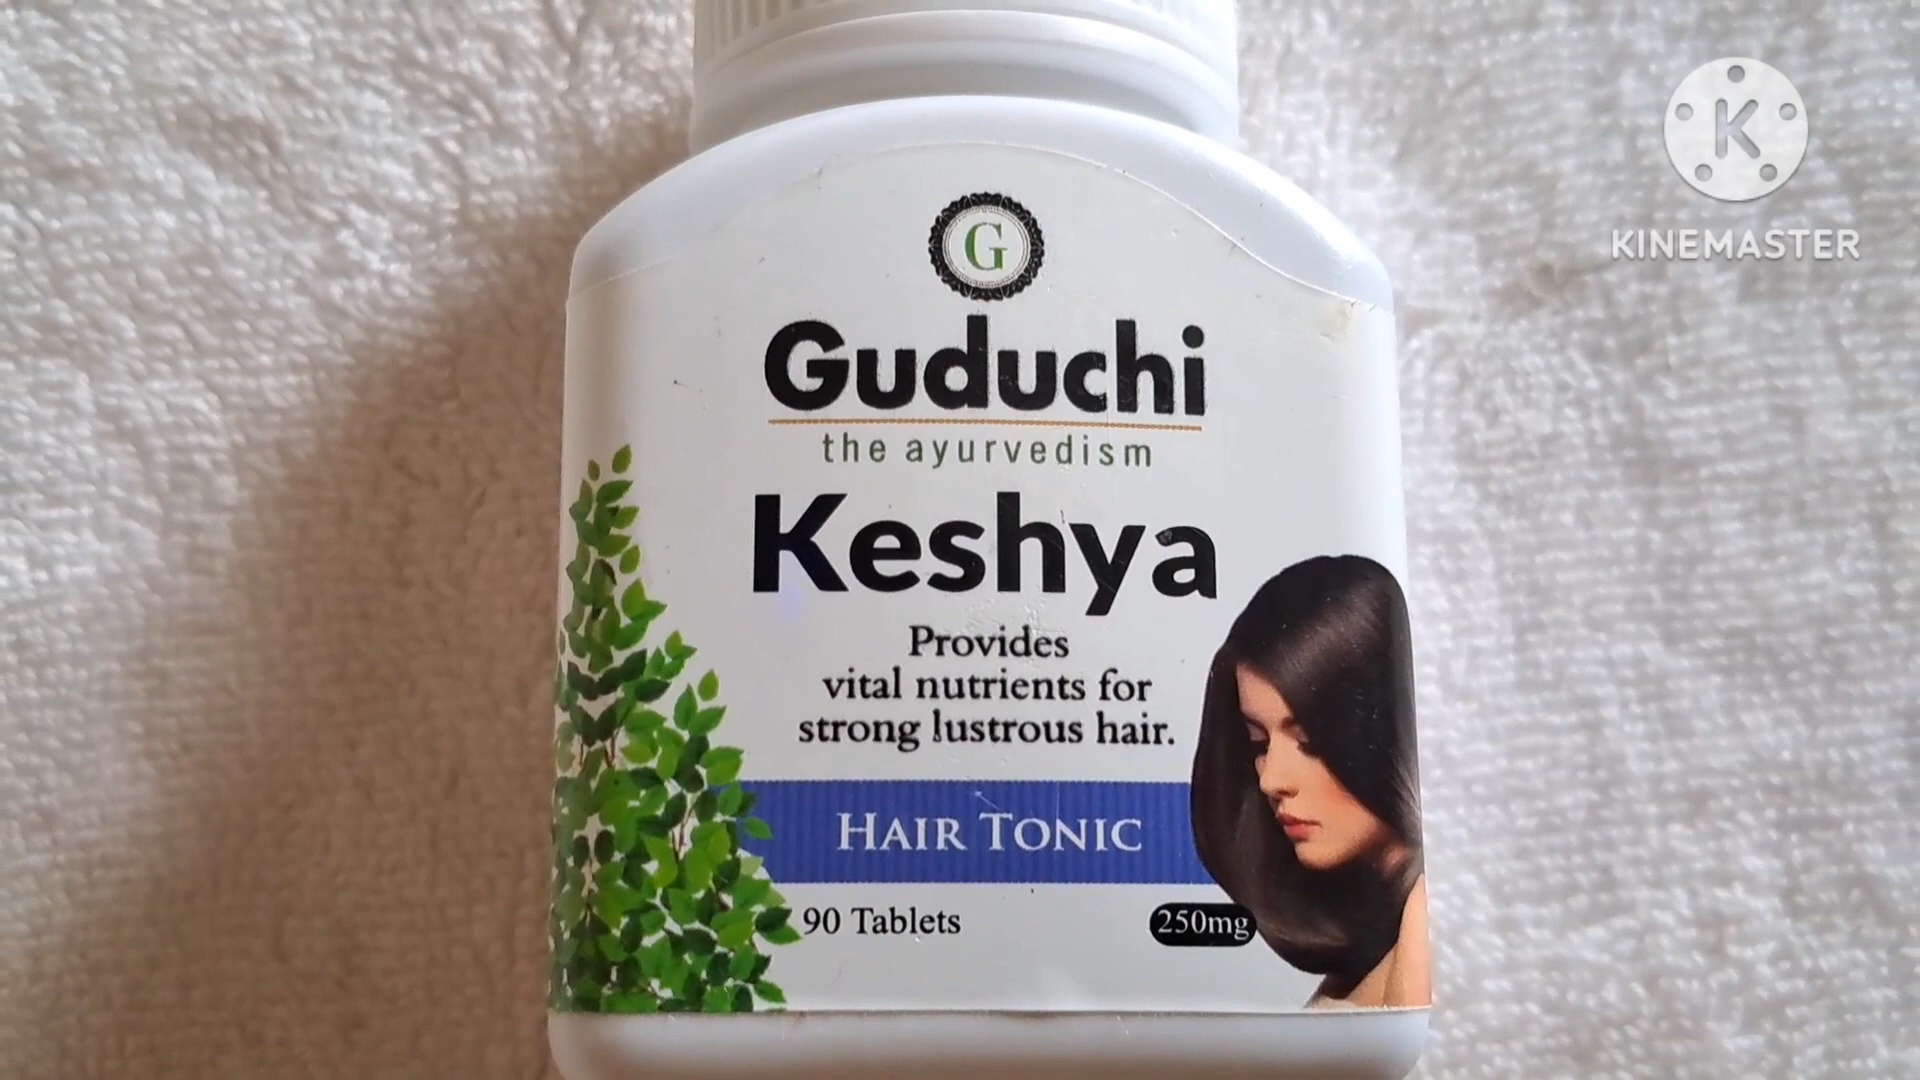 G
Guduchi
the ayurvedism
Keshya
Provides
vital nutrients for
strong lustrous hair.
HAIR TONIC
90 Tablets
250mg
K
KINEMASTER